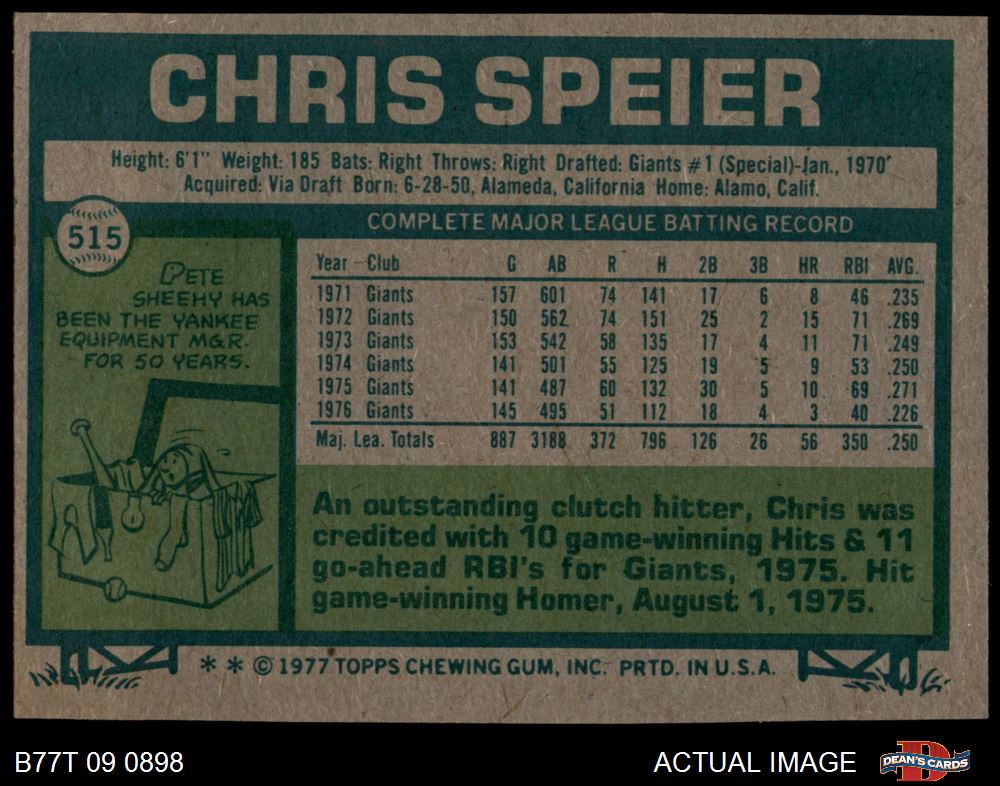 CHRIS SPEIER
Height: 6'1" Weight: 185 Bats: Right Throws: Right Drafted: Giants #1 (Special)-Jan., 1970
Acquired: Via Draft Born: 6-28-50, Alameda, California Home: Alamo, Calif.
515
PETE
SHEEHY HAS
BEEN THE YANKEE
EQUIPMENT MGR.
FOR 50 YEARS.
COMPLETE MAJOR LEAGUE BATTING RECORD
Year Club G AB R H 2B 3B HR RBI AVG.
1971 Giants 157 601 74 141 17 6 8 46 .235
1972 Giants 150 562 74 151 25 2 15 71 .269
1973 Giants 153 542 58 135 17 4 11 71 .249
1974 Giants 141 501 55 125 19 5 9 53 .250
1975 Giants 141 487 60 132 30 5 10 69 .271
1976 Giants 145 495 51 112 18 4 3 40 .226
Maj. Lea. Totals 887 3188 372 796 126 26 56 350 .250
An outstanding clutch hitter, Chris was
credited with 10 game-winning Hits & 11
go-ahead RBI's for Giants, 1975. Hit
game-winning Homer, August 1, 1975.
* * © 1977 TOPPS CHEWING GUM, INC. PRTD. IN U.S.A.
B77T 09 0898
ACTUAL IMAGE
D
DEAN'S CARDS